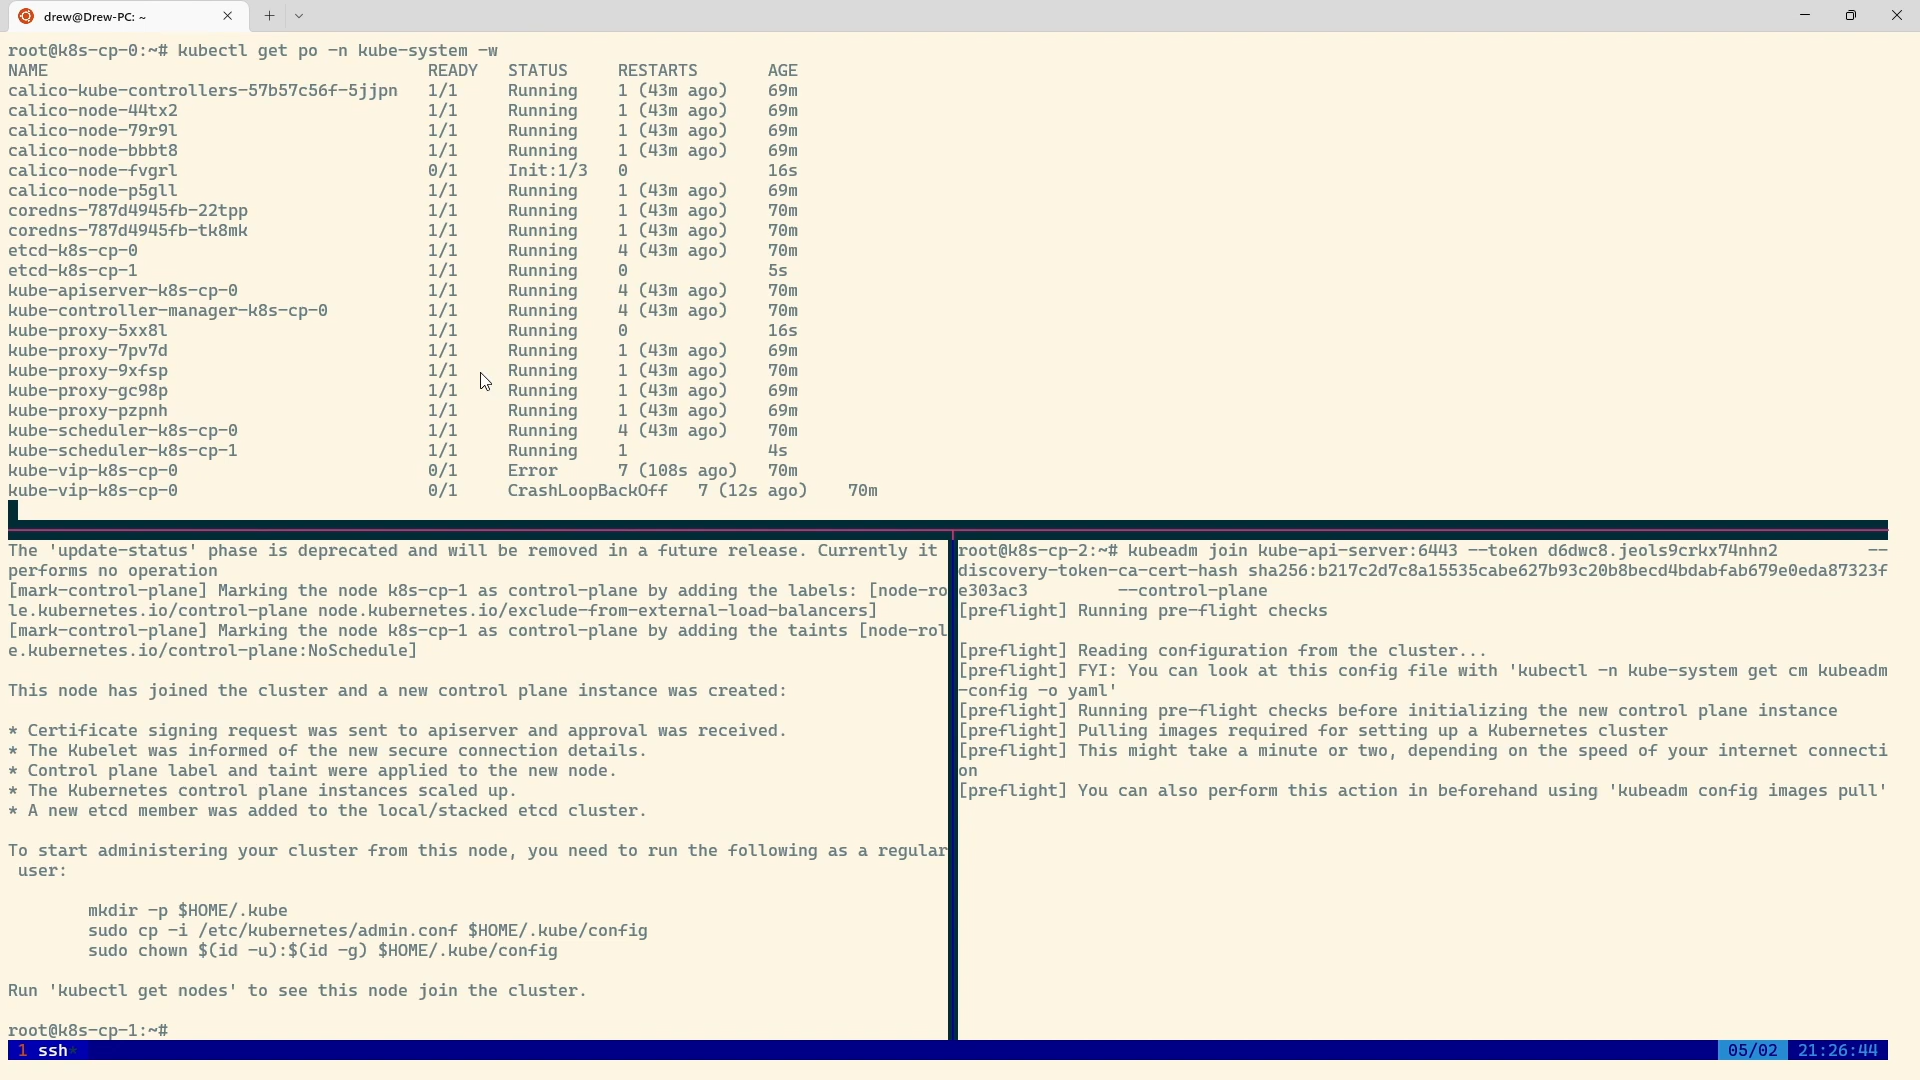 drew@Drew-PC: ~
root@k8s-cp-0:~# kubectl get po -n kube-system -w
NAME READY STATUS RESTARTS AGE
calico-kube-controllers-57b57c56f-5jjpn 1/1 Running 1 (43m ago) 69m
calico-node-44tx2 1/1 Running 1 (43m ago) 69m
calico-node-79r9l 1/1 Running 1 (43m ago) 69m
calico-node-bbbt8 1/1 Running 1 (43m ago) 69m
calico-node-fvgrl 0/1 Init:1/3 0 16s
calico-node-p5gll 1/1 Running 1 (43m ago) 69m
coredns-787d4945fb-22tpp 1/1 Running 1 (43m ago) 70m
coredns-787d4945fb-tk8mk 1/1 Running 1 (43m ago) 70m
etcd-k8s-cp-0 1/1 Running 4 (43m ago) 70m
etcd-k8s-cp-1 1/1 Running 0 5s
kube-apiserver-k8s-cp-0 1/1 Running 4 (43m ago) 70m
kube-controller-manager-k8s-cp-0 1/1 Running 4 (43m ago) 70m
kube-proxy-5xx8l 1/1 Running 0 16s
kube-proxy-7pv7d 1/1 Running 1 (43m ago) 69m
kube-proxy-9xfsp 1/1 Running 1 (43m ago) 70m
kube-proxy-gc98p 1/1 Running 1 (43m ago) 69m
kube-proxy-pzpnh 1/1 Running 1 (43m ago) 69m
kube-scheduler-k8s-cp-0 1/1 Running 4 (43m ago) 70m
kube-scheduler-k8s-cp-1 1/1 Running 1 4s
kube-vip-k8s-cp-0 0/1 Error 7 (108s ago) 70m
kube-vip-k8s-cp-0 0/1 CrashLoopBackOff 7 (12s ago) 70m
The 'update-status' phase is deprecated and will be removed in a future release. Currently it
performs no operation
[mark-control-plane] Marking the node k8s-cp-1 as control-plane by adding the labels: [node-ro
le.kubernetes.io/control-plane node.kubernetes.io/exclude-from-external-load-balancers]
[mark-control-plane] Marking the node k8s-cp-1 as control-plane by adding the taints [node-rol
e.kubernetes.io/control-plane:NoSchedule]
This node has joined the cluster and a new control plane instance was created:
* Certificate signing request was sent to apiserver and approval was received.
* The Kubelet was informed of the new secure connection details.
* Control plane label and taint were applied to the new node.
* The Kubernetes control plane instances scaled up.
* A new etcd member was added to the local/stacked etcd cluster.
To start administering your cluster from this node, you need to run the following as a regular
user:
mkdir -p $HOME/.kube
sudo cp -i /etc/kubernetes/admin.conf $HOME/.kube/config
sudo chown $(id -u):$(id -g) $HOME/.kube/config
Run 'kubectl get nodes' to see this node join the cluster.
root@k8s-cp-1:~#
root@k8s-cp-2:~# kubeadm join kube-api-server:6443 --token d6dwc8.jeols9crkx74nhn2 --
discovery-token-ca-cert-hash sha256:b217c2d7c8a15535cabe627b93c20b8becd4bdabfab679e0eda87323f
e303ac3 --control-plane
[preflight] Running pre-flight checks
[preflight] Reading configuration from the cluster...
[preflight] FYI: You can look at this config file with 'kubectl -n kube-system get cm kubeadm
-config -o yaml'
[preflight] Running pre-flight checks before initializing the new control plane instance
[preflight] Pulling images required for setting up a Kubernetes cluster
[preflight] This might take a minute or two, depending on the speed of your internet connecti
on
[preflight] You can also perform this action in beforehand using 'kubeadm config images pull'
1 ssh* 05/02 21:26:44